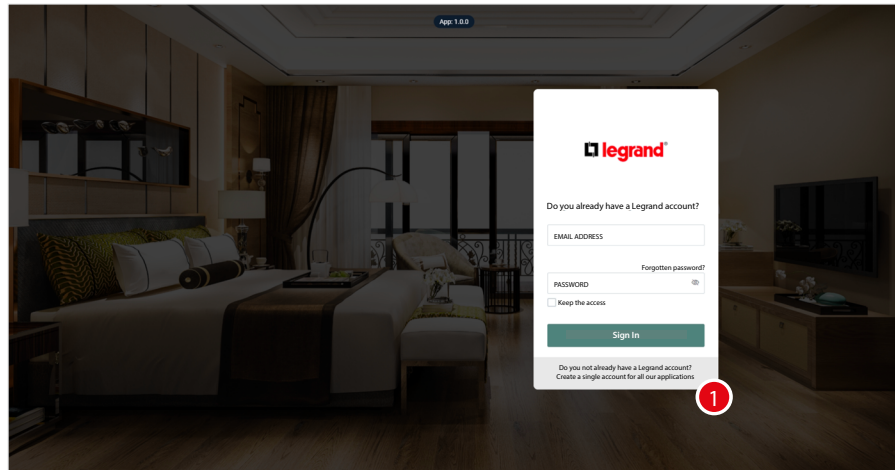 App: 1.0.0
legrand®
Do you already have a Legrand account?
EMAIL ADDRESS
Forgotten password?
PASSWORD
Keep the access
Sign In
Do you not already have a Legrand account?
Create a single account for all our applications
1